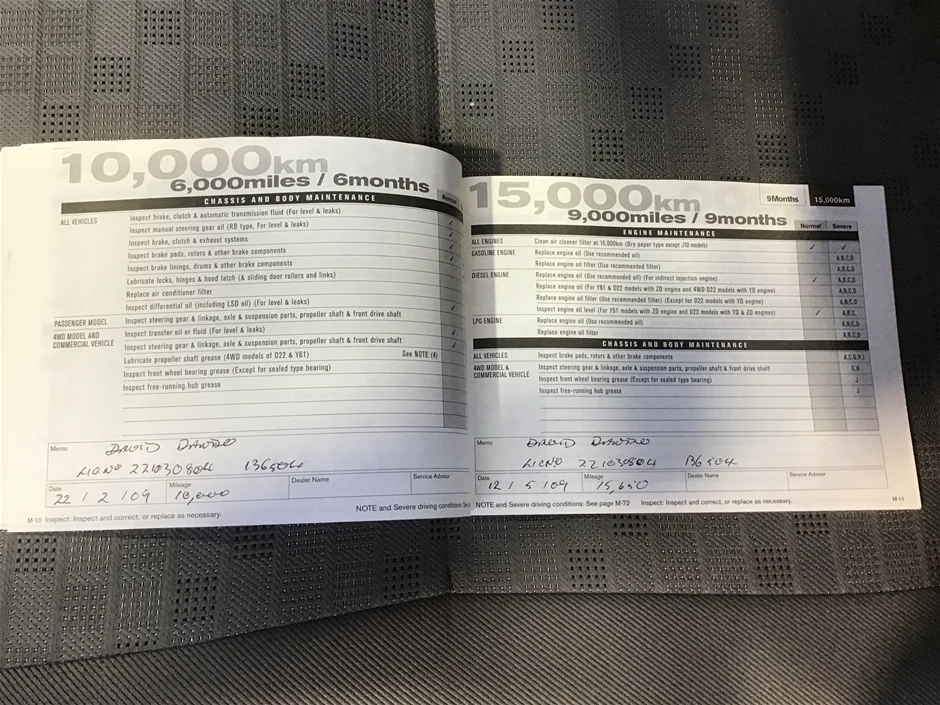 10,000km
6,000miles / 6months
CHASSIS AND BODY MAINTENANCE
Normal
ALL VEHICLES
Inspect brake, clutch & automatic transmission fluid (For level & leaks)
Inspect manual steering gear oil (RB type, For level & leaks)
Inspect brake, clutch & exhaust systems
Inspect brake pads, rotors & other brake components
Inspect brake linings, drums & other brake components
Lubricate locks, hinges & hood latch (& sliding door rollers and links)
Replace air conditioner filter
Inspect differential oil (including LSD oil) (For level & leaks)
PASSENGER MODEL Inspect steering gear & linkage, axle & suspension parts, propeller shaft & front drive shaft
4WD MODEL AND COMMERCIAL VEHICLE Inspect transfer oil or fluid (For level & leaks)
Inspect steering gear & linkage, axle & suspension parts, propeller shaft & front drive shaft
Lubricate propeller shaft grease (4WD models of D22 & Y61) See NOTE (4)
Inspect front wheel bearing grease (Except for sealed type bearing)
Inspect free-running hub grease
Memo DAVID
LICNO 22103080L 136504
Date 22 / 2 / 09 Mileage 10,000 Dealer Name Service Advisor
NOTE and Severe driving conditions
M-10 Inspect: Inspect and correct, or replace as necessary.
15,000km
9,000miles / 9months
9Months 15,000km
ENGINE MAINTENANCE
Normal Severe
ALL ENGINES Clean air cleaner filter at 15,000km (Dry paper type except J10 models) ✓ ✓
GASOLINE ENGINE Replace engine oil (Use recommended oil) A,B,C,D
Replace engine oil filter (Use recommended filter) A,B,C,D
DIESEL ENGINE Replace engine oil (Use recommended oil) (For indirect injection engine) ✓ A,B,C,D
Replace engine oil (For Y61 & D22 models with ZD engine and 4WD D22 models with YD engine) A,B,C,D
Replace engine oil filter (Use recommended filter) (Except for D22 models with YD engine) A,B,C,D
Inspect engine oil level (For Y61 models with ZD engine and D22 models with YD & ZD engines) ✓ A,B,C,
LPG ENGINE Replace engine oil (Use recommended oil) A,B,C,D
Replace engine oil filter A,B,C,D
CHASSIS AND BODY MAINTENANCE
ALL VEHICLES Inspect brake pads, rotors & other brake components A,C,G,H,I
4WD MODEL & COMMERCIAL VEHICLE Inspect steering gear & linkage, axle & suspension parts, propeller shaft & front drive shaft G,H
Inspect front wheel bearing grease (Except for sealed type bearing) J
Inspect free-running hub grease J
Memo DAVID
LICNO 221030804 136504
Date 12 / 5 / 09 Mileage 15,650 Dealer Name Service Advisor
NOTE and Severe driving conditions: See page M-72 Inspect: Inspect and correct, or replace as necessary.
M-11